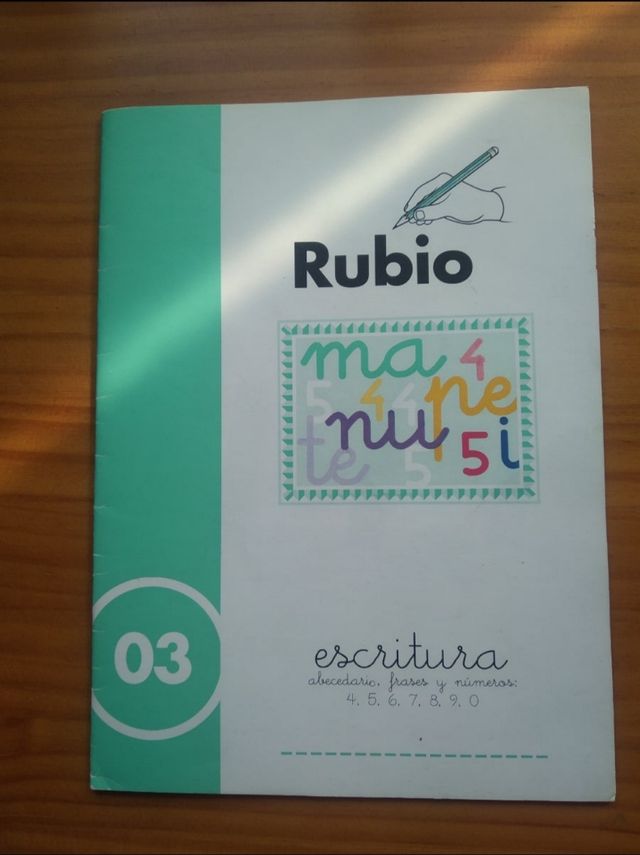 Rubio
ma 4
5 4 4 pe
nu
te 5 5 i
03
escritura
abecedario, frases y números:
4, 5, 6, 7, 8, 9, 0